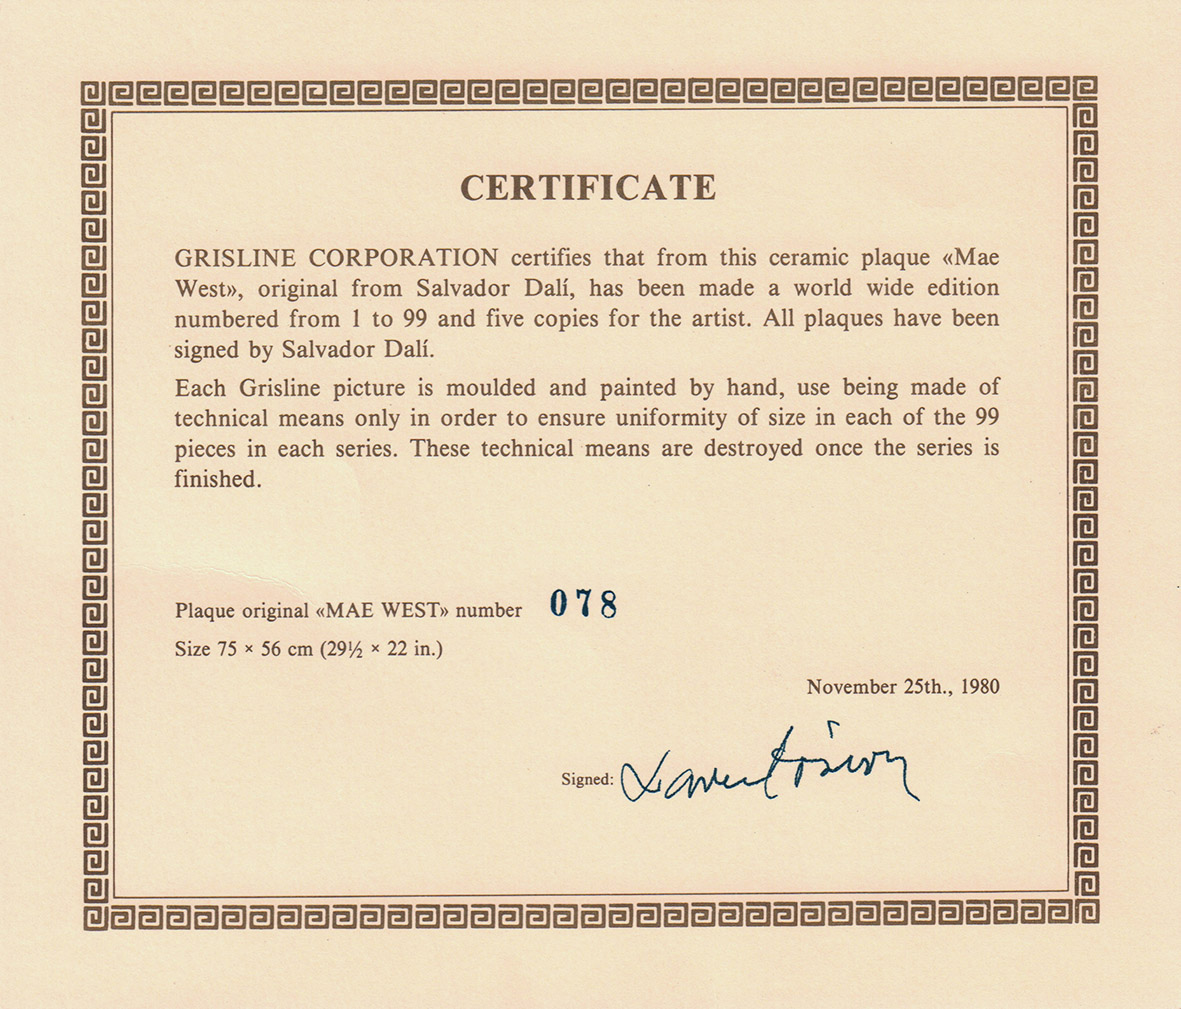 CERTIFICATE
GRISLINE CORPORATION certifies that from this ceramic plaque «Mae
West», original from Salvador Dalí, has been made a world wide edition
numbered from 1 to 99 and five copies for the artist. All plaques have been
signed by Salvador Dalí.
Each Grisline picture is moulded and painted by hand, use being made of
technical means only in order to ensure uniformity of size in each of the 99
pieces in each series. These technical means are destroyed once the series is
finished.
Plaque original «MAE WEST» number 078
Size 75 × 56 cm (29½ × 22 in.)
November 25th., 1980
Signed: